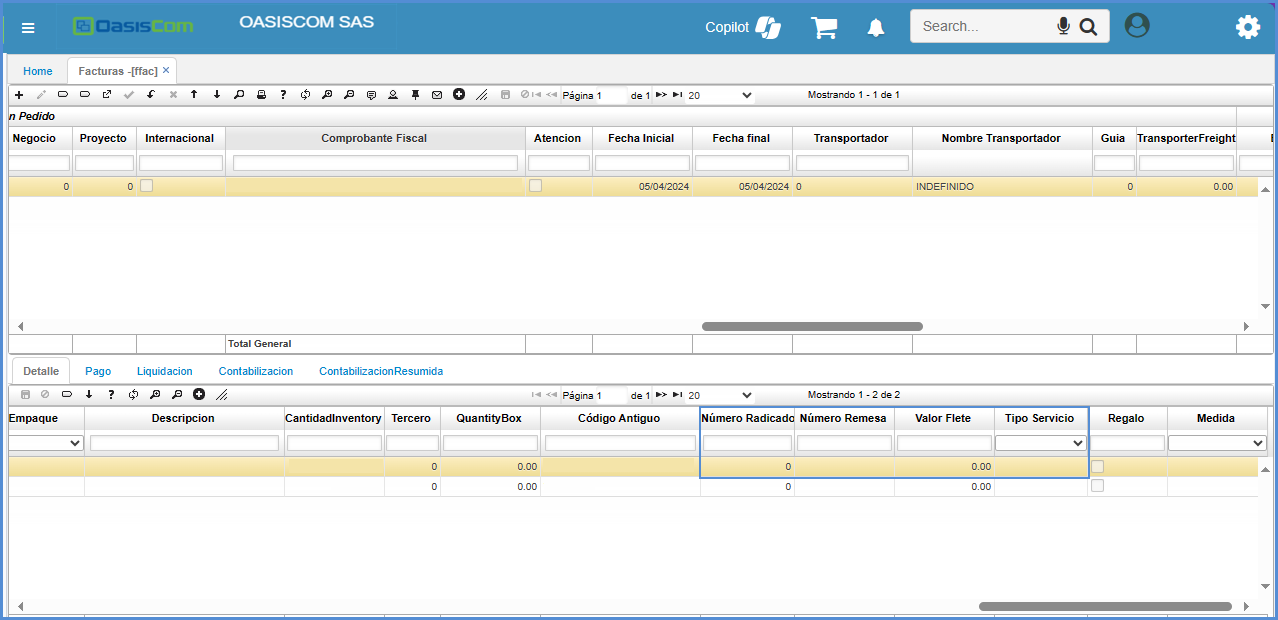 OasisCom
OASISCOM SAS
Copilot
Search...
Home
Facturas -[ffac] ×
Página 1 de 1 20 Mostrando 1 - 1 de 1
n Pedido
Negocio Proyecto Internacional Comprobante Fiscal Atencion Fecha Inicial Fecha final Transportador Nombre Transportador Guia TransporterFreight
0 0 05/04/2024 05/04/2024 0 INDEFINIDO 0 0.00
Total General
Detalle Pago Liquidacion Contabilizacion ContabilizacionResumida
Página 1 de 1 20 Mostrando 1 - 2 de 2
Empaque Descripcion CantidadInventory Tercero QuantityBox Código Antiguo Número Radicado Número Remesa Valor Flete Tipo Servicio Regalo Medida
0 0.00 0 0.00
0 0.00 0 0.00